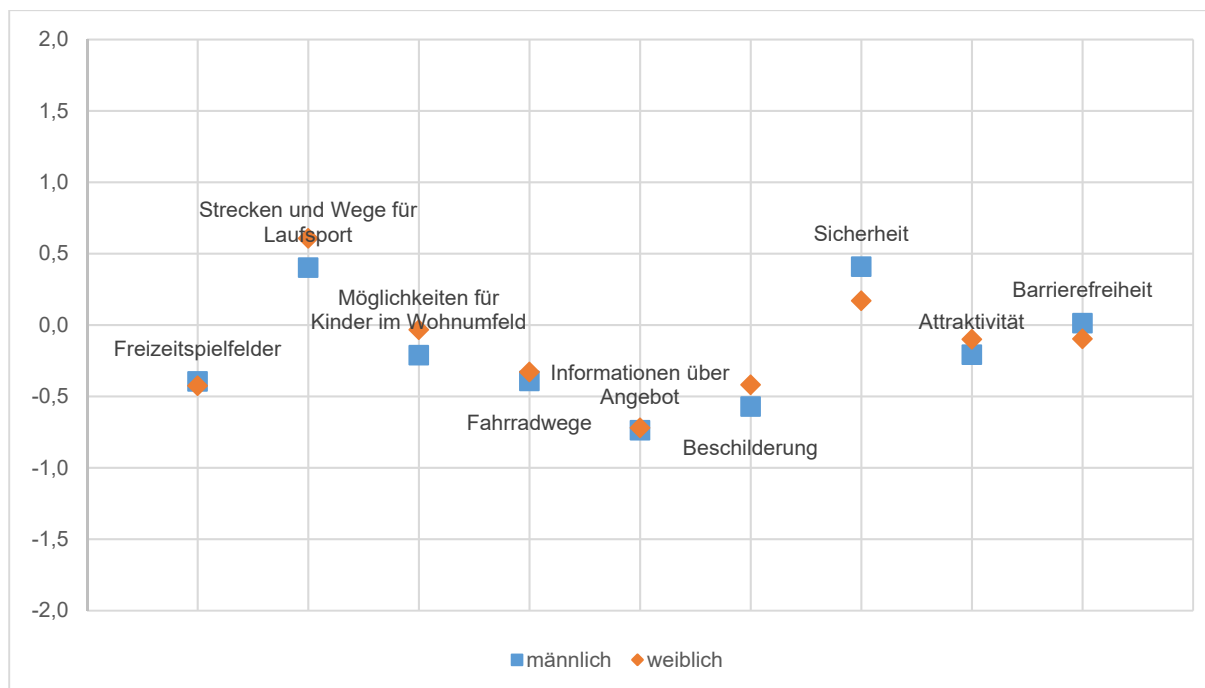 2,0
1,5
1,0
0,5
0,0
-0,5
-1,0
-1,5
-2,0
Freizeitspielfelder
Strecken und Wege für
Laufsport
Möglichkeiten für
Kinder im Wohnumfeld
Fahrradwege
Informationen über
Angebot
Beschilderung
Sicherheit
Attraktivität
Barrierefreiheit
männlich weiblich